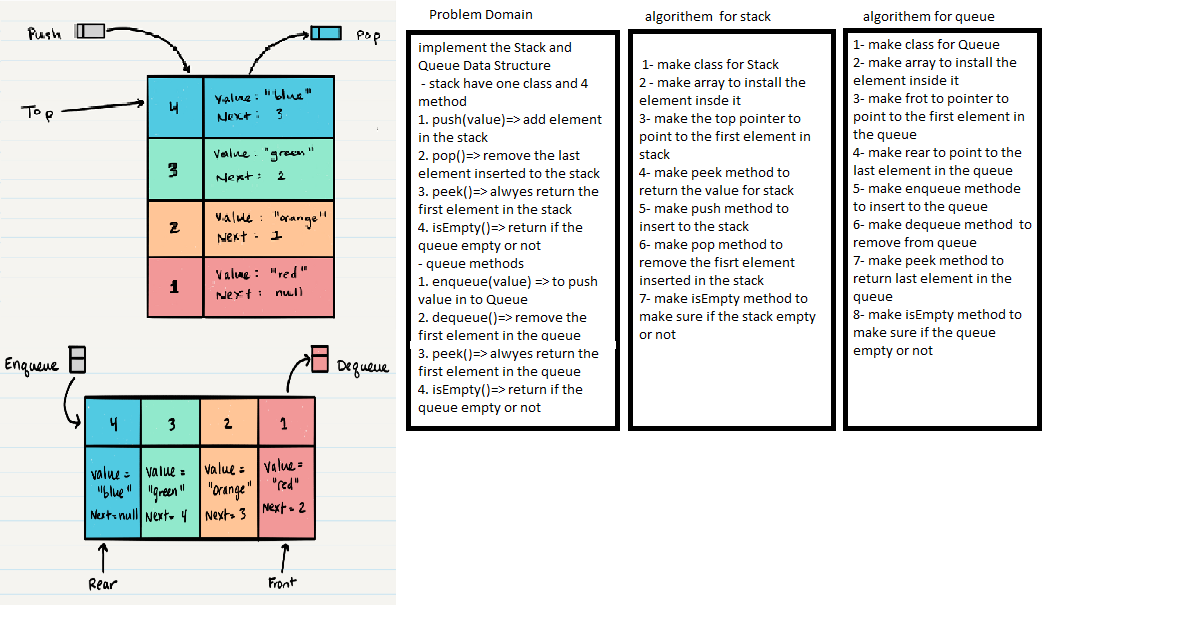 Push
Pop
Top
4
Value: "blue"
Next: 3
3
Value: "green"
Next: 2
2
Value: "orange"
Next: 1
1
Value: "red"
Next: null
Enqueue
Dequeue
4
3
2
1
value =
"blue"
Next=null
Value =
"green"
Next= 4
Value =
"orange"
Next= 3
Value=
"red"
Next= 2
Rear
Front
Problem Domain
implement the Stack and
Queue Data Structure
- stack have one class and 4
method
1. push(value)=> add element
in the stack
2. pop()=> remove the last
element inserted to the stack
3. peek()=> alwyes return the
first element in the stack
4. isEmpty()=> return if the
queue empty or not
- queue methods
1. enqueue(value) => to push
value in to Queue
2. dequeue()=> remove the
first element in the queue
3. peek()=> alwyes return the
first element in the queue
4. isEmpty()=> return if the
queue empty or not
algorithem for stack
1- make class for Stack
2 - make array to install the
element insde it
3- make the top pointer to
point to the first element in
stack
4- make peek method to
return the value for stack
5- make push method to
insert to the stack
6- make pop method to
remove the fisrt element
inserted in the stack
7- make isEmpty method to
make sure if the stack empty
or not
algorithem for queue
1- make class for Queue
2- make array to install the
element inside it
3- make frot to pointer to
point to the first element in
the queue
4- make rear to point to the
last element in the queue
5- make enqueue methode
to insert to the queue
6- make dequeue method to
remove from queue
7- make peek method to
return last element in the
queue
8- make isEmpty method to
make sure if the queue
empty or not